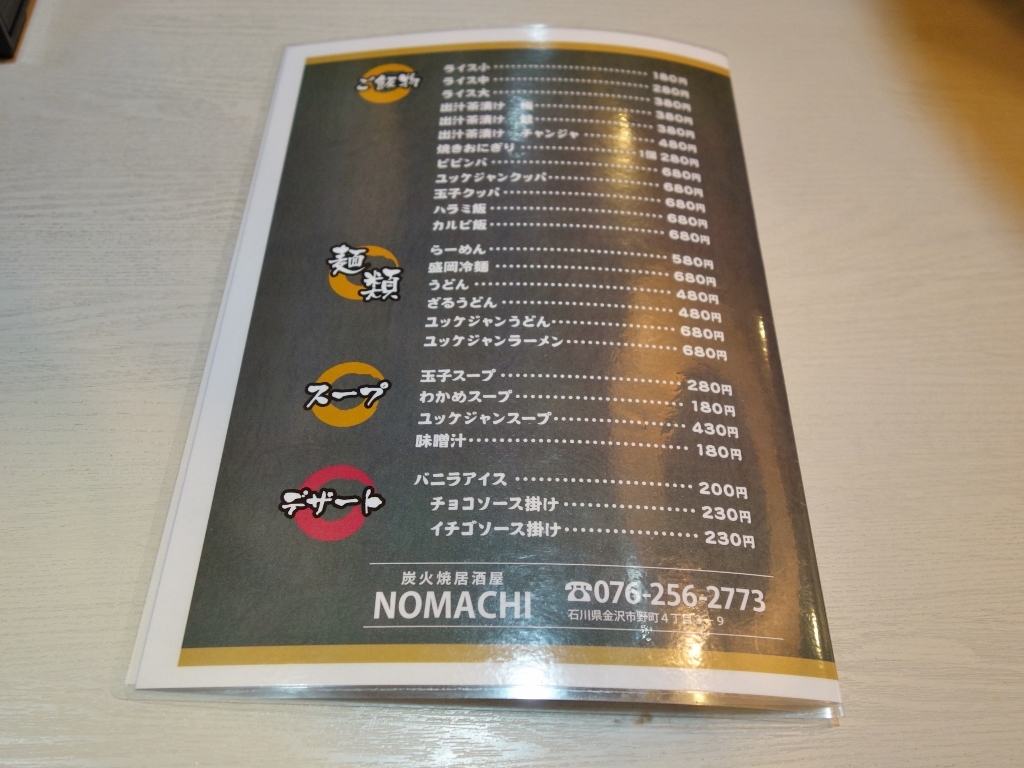 ご飯物
ライス小 180円
ライス中 280円
ライス大 380円
出汁茶漬け 380円
出汁茶漬け 380円
出汁茶漬け チャンジャ 480円
焼きおにぎり 1個 280円
ビビンバ 680円
ユッケジャンクッパ 680円
玉子クッパ 680円
ハラミ飯 680円
カルビ飯 680円
麺類
らーめん 580円
盛岡冷麺 680円
うどん 480円
ざるうどん 480円
ユッケジャンうどん 680円
ユッケジャンラーメン 680円
スープ
玉子スープ 280円
わかめスープ 180円
ユッケジャンスープ 430円
味噌汁 180円
デザート
バニラアイス 200円
チョコソース掛け 230円
イチゴソース掛け 230円
炭火焼居酒屋
NOMACHI
☎076-256-2773
石川県金沢市野町4丁目